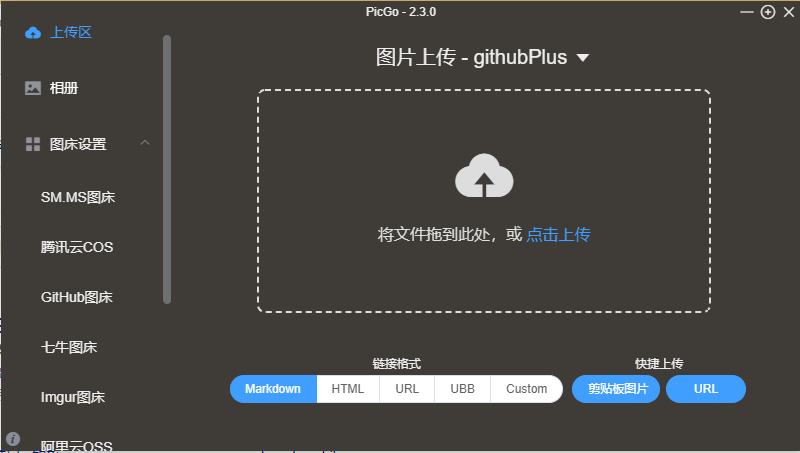 PicGo - 2.3.0
上传区
相册
图床设置
SM.MS图床
腾讯云COS
GitHub图床
七牛图床
Imgur图床
阿里云OSS
图片上传 - githubPlus
将文件拖到此处，或 点击上传
链接格式
Markdown HTML URL UBB Custom
快捷上传
剪贴板图片 URL